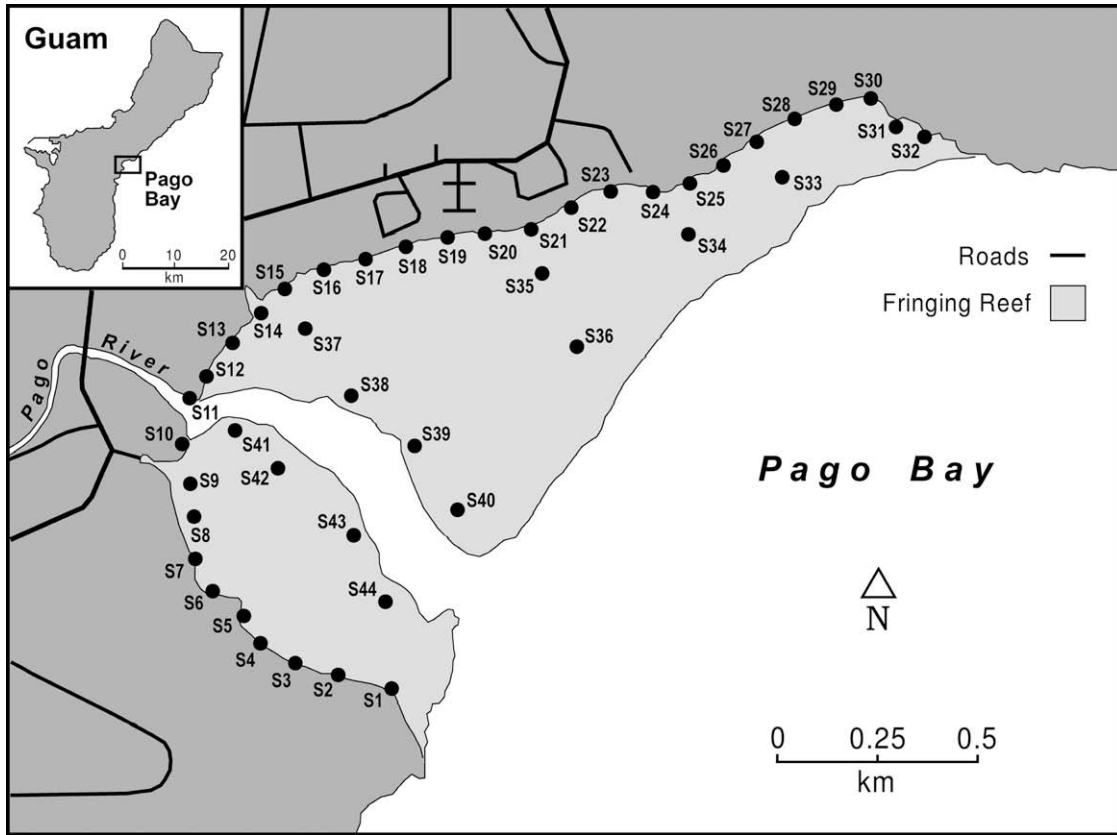 Guam
Pago
Bay
0 10 20
km
S30
S29
S28
S27
S31
S32
S26
S33
S23
S25
S24
S22
S34
S21
S20
S19
S18
S35
S17
S16
S15
Roads
Fringing Reef
S14
S13
S37
S36
Pago River
S12
S38
S11
S10
S41
S39
S42
Pago Bay
S9
S40
S8
S43
S7
S6
S44
N
S5
S4
S3
S2
S1
0 0.25 0.5
km